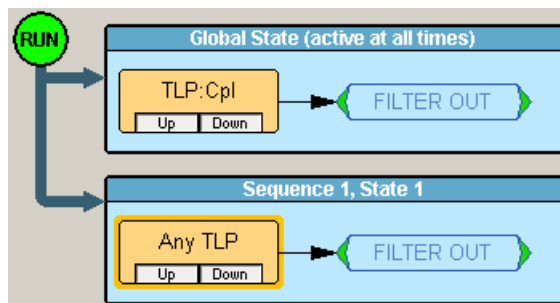 RUN
Global State (active at all times)
TLP:Cpl
FILTER OUT
Up Down
Sequence 1, State 1
Any TLP
FILTER OUT
Up Down